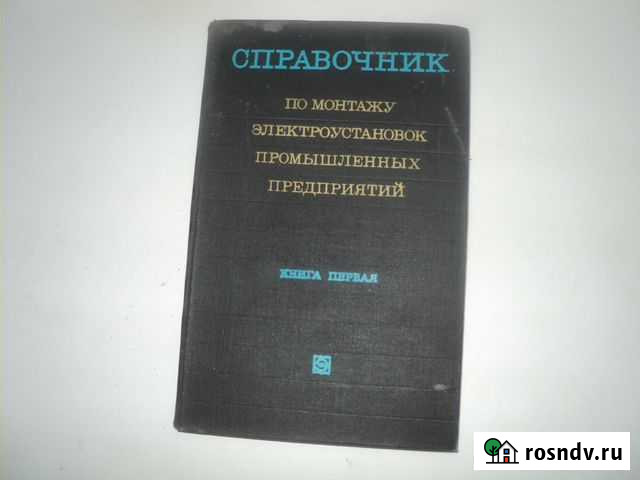 СПРАВОЧНИК
ПО МОНТАЖУ
ЭЛЕКТРОУСТАНОВОК
ПРОМЫШЛЕННЫХ
ПРЕДПРИЯТИЙ
КНИГА ПЕРВАЯ
rosndv.ru